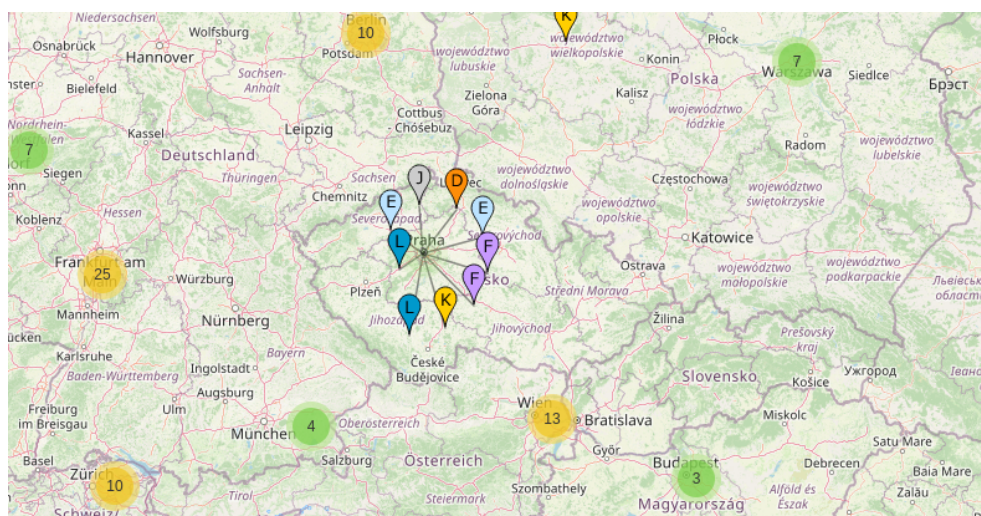 Niedersachsen
Wolfsburg
Berlin
10
K
Osnabrück
Hannover
Potsdam
województwo
lubuskie
województwo
wielkopolskie
Płock
7
Warszawa
Siedlce
Брэст
Bielefeld
Sachsen-
Anhalt
Konin
Polska
Zielona
Góra
Kalisz
Cottbus
- Chóśebuz
województwo
łódzkie
Nordrhein-
7
Kassel
Leipzig
Radom
województwo
lubelskie
Siegen
Deutschland
Thüringen
Sachsen
Chemnitz
J
D
województwo
dolnośląskie
Częstochowa
województwo
świętokrzyskie
Koblenz
Hessen
E
E
Severozápad
województwo
opolskie
L
Praha
F
Katowice
Frankfurt am
Main
25
Würzburg
Plzeň
F
Ostrava
województwo
małopolskie
województwo
podkarpackie
Střední Morava
Mannheim
Nürnberg
L
K
Jihozápad
Jihovýchod
Žilina
Prešovský
kraj
Karlsruhe
Bayern
České
Budějovice
Baden-Württemberg
Ingolstadt
Slovensko
Košice
Ужгород
Augsburg
Freiburg
im Breisgau
Ulm
München
4
Oberösterreich
Wien
13
Bratislava
Miskolc
Satu Mare
Basel
Salzburg
Österreich
Győr
Budapest
3
Debrecen
Baia Mare
Zürich
10
Tirol
Steiermark
Szombathely
Magyarország
Alföld és
Észak
Zalău
Schweiz/